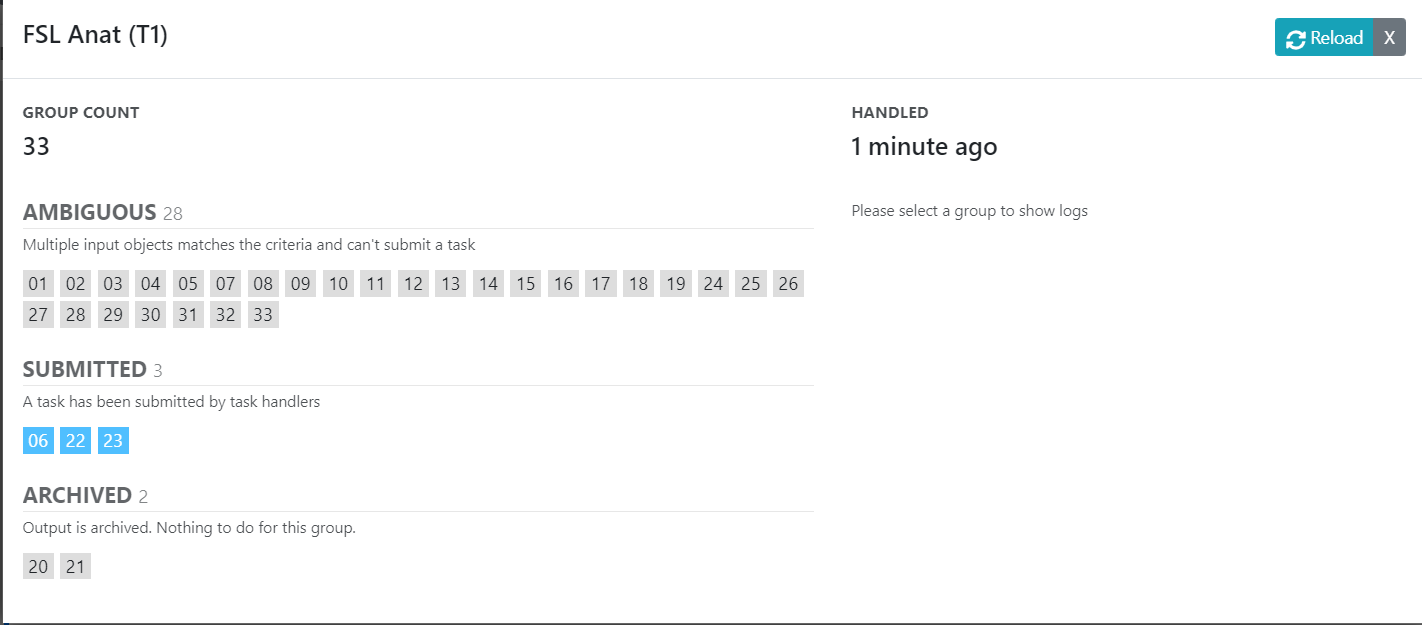 FSL Anat (T1)
Reload X
GROUP COUNT
33
HANDLED
1 minute ago
AMBIGUOUS 28
Multiple input objects matches the criteria and can't submit a task
01 02 03 04 05 07 08 09 10 11 12 13 14 15 16 17 18 19 24 25 26
27 28 29 30 31 32 33
SUBMITTED 3
A task has been submitted by task handlers
06 22 23
ARCHIVED 2
Output is archived. Nothing to do for this group.
20 21
Please select a group to show logs